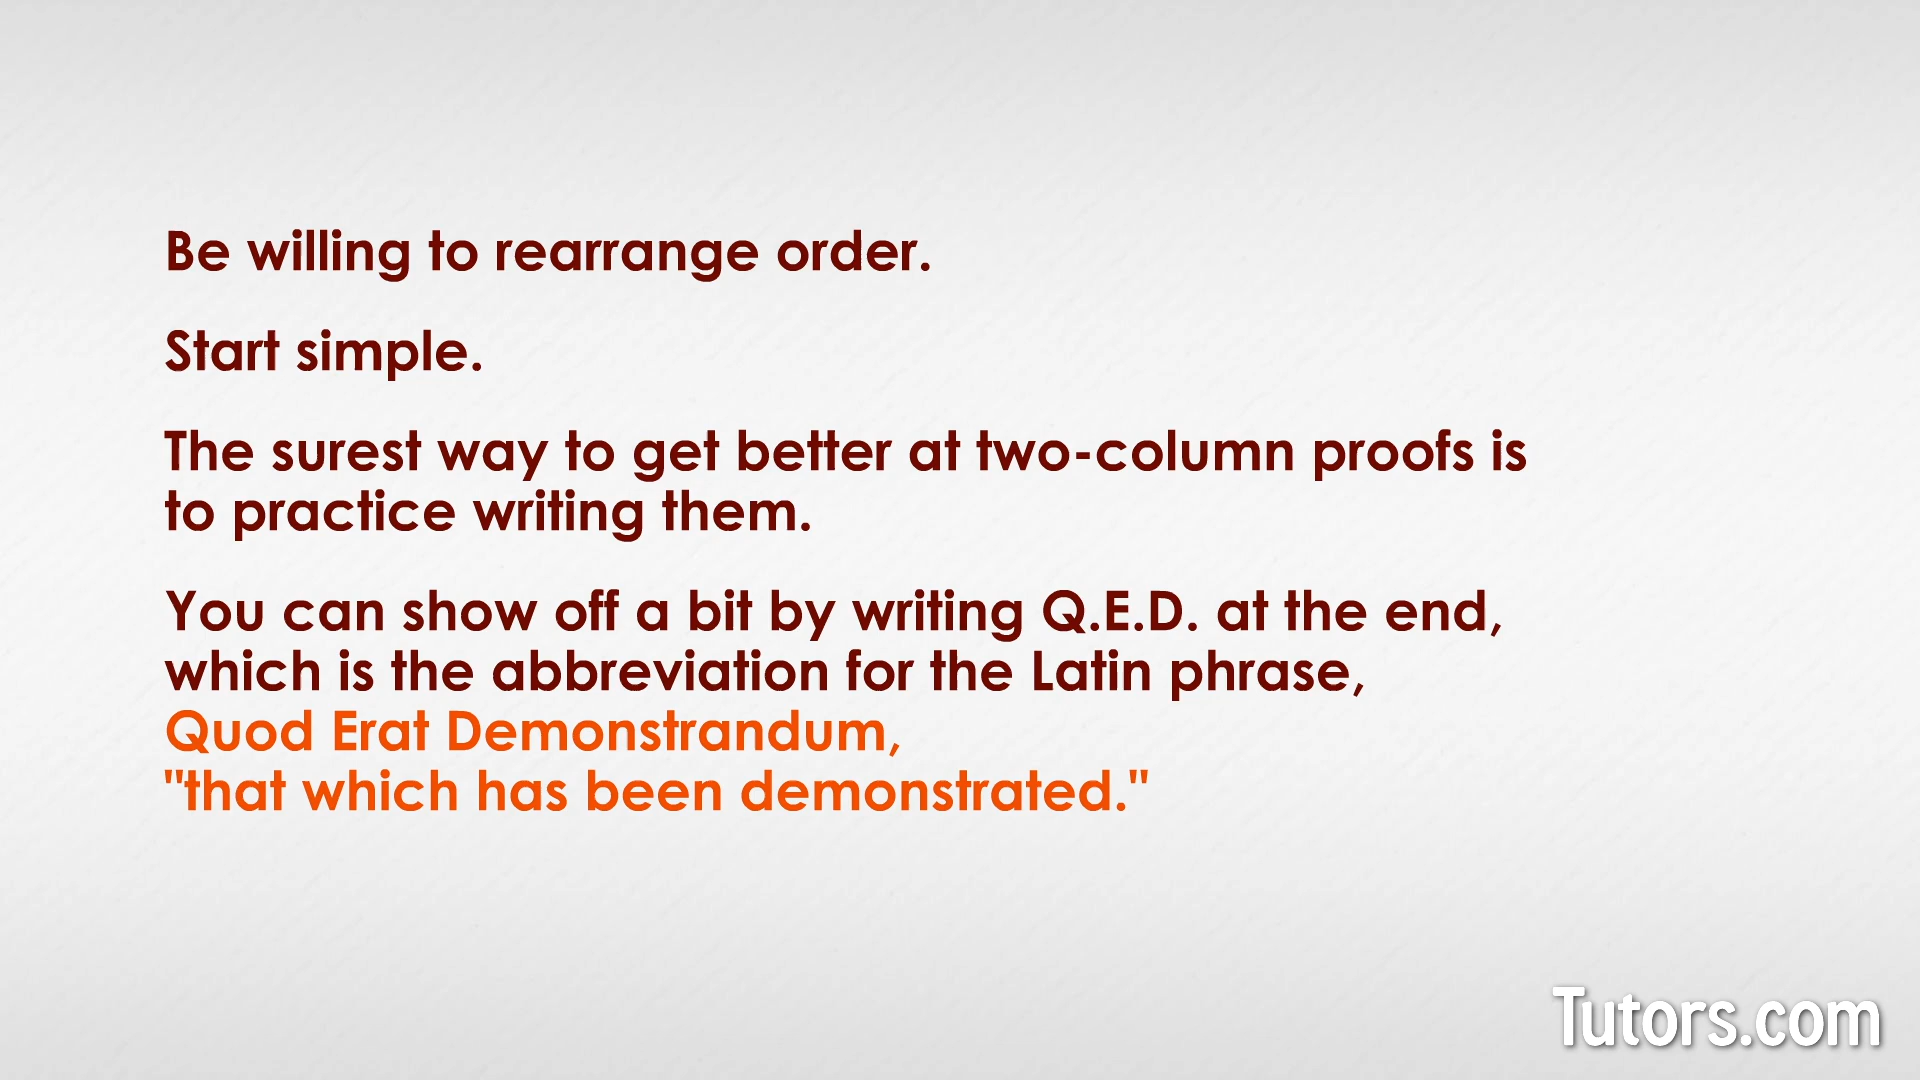 Be willing to rearrange order.
Start simple.
The surest way to get better at two-column proofs is
to practice writing them.
You can show off a bit by writing Q.E.D. at the end,
which is the abbreviation for the Latin phrase,
Quod Erat Demonstrandum,
"that which has been demonstrated."
Tutors.com